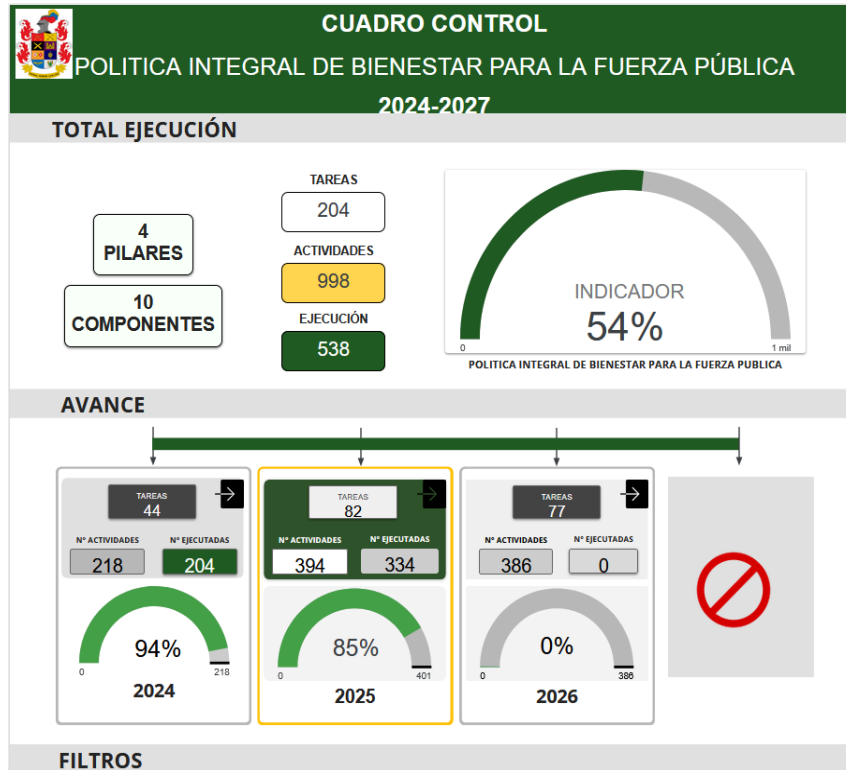 CUADRO CONTROL
POLITICA INTEGRAL DE BIENESTAR PARA LA FUERZA PÚBLICA
2024-2027
TOTAL EJECUCIÓN
4
PILARES
10
COMPONENTES
TAREAS
204
ACTIVIDADES
998
EJECUCIÓN
538
INDICADOR
54%
0
1 mil
POLITICA INTEGRAL DE BIENESTAR PARA LA FUERZA PUBLICA
AVANCE
TAREAS
44
Nº ACTIVIDADES
Nº EJECUTADAS
218
204
94%
0
218
2024
TAREAS
82
Nº ACTIVIDADES
Nº EJECUTADAS
394
334
85%
0
401
2025
TAREAS
77
Nº ACTIVIDADES
Nº EJECUTADAS
386
0
0%
0
386
2026
FILTROS